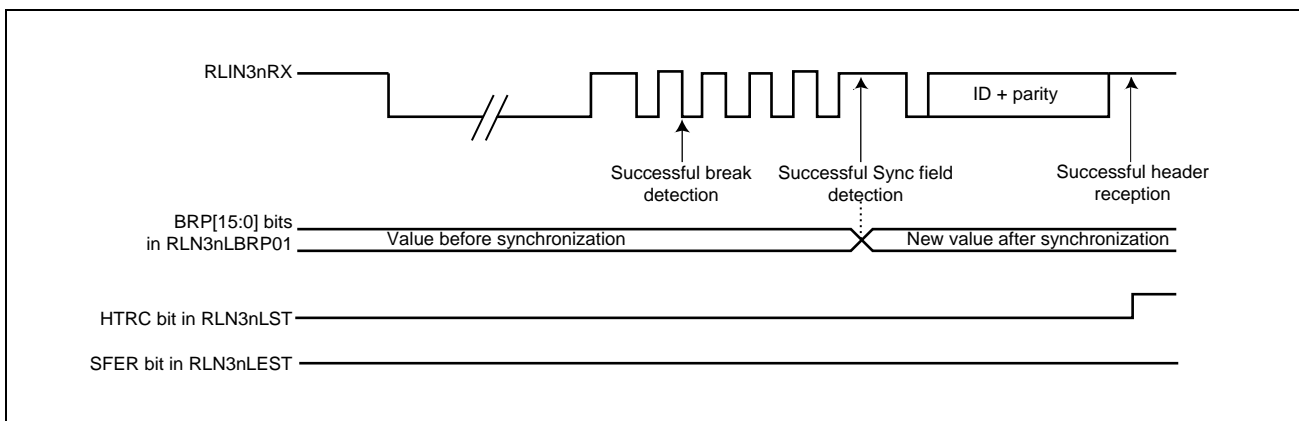 RLIN3nRX
ID + parity
Successful break
detection
Successful Sync field
detection
Successful header
reception
BRP[15:0] bits
in RLN3nLBRP01
Value before synchronization
New value after synchronization
HTRC bit in RLN3nLST
SFER bit in RLN3nLEST